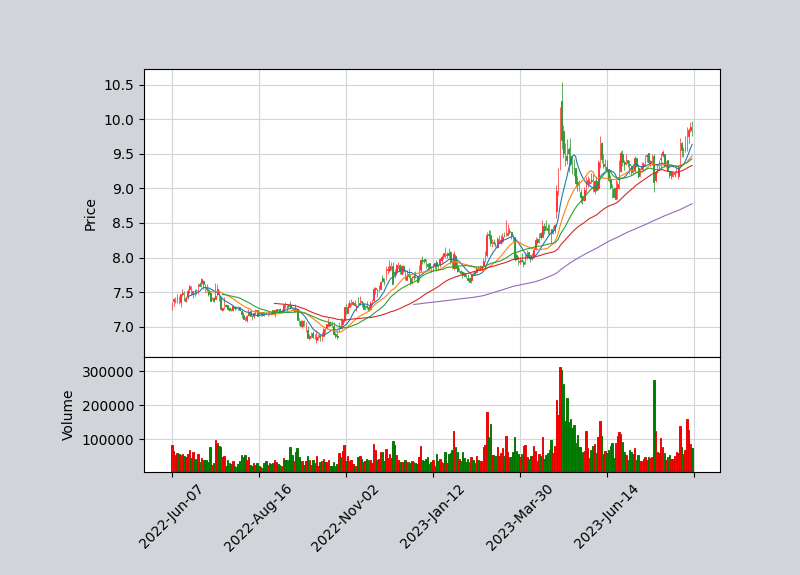 10.5
10.0
9.5
9.0
8.5
8.0
7.5
7.0
Price
300000
200000
100000
Volume
2022-Jun-07
2022-Aug-16
2022-Nov-02
2023-Jan-12
2023-Mar-30
2023-Jun-14